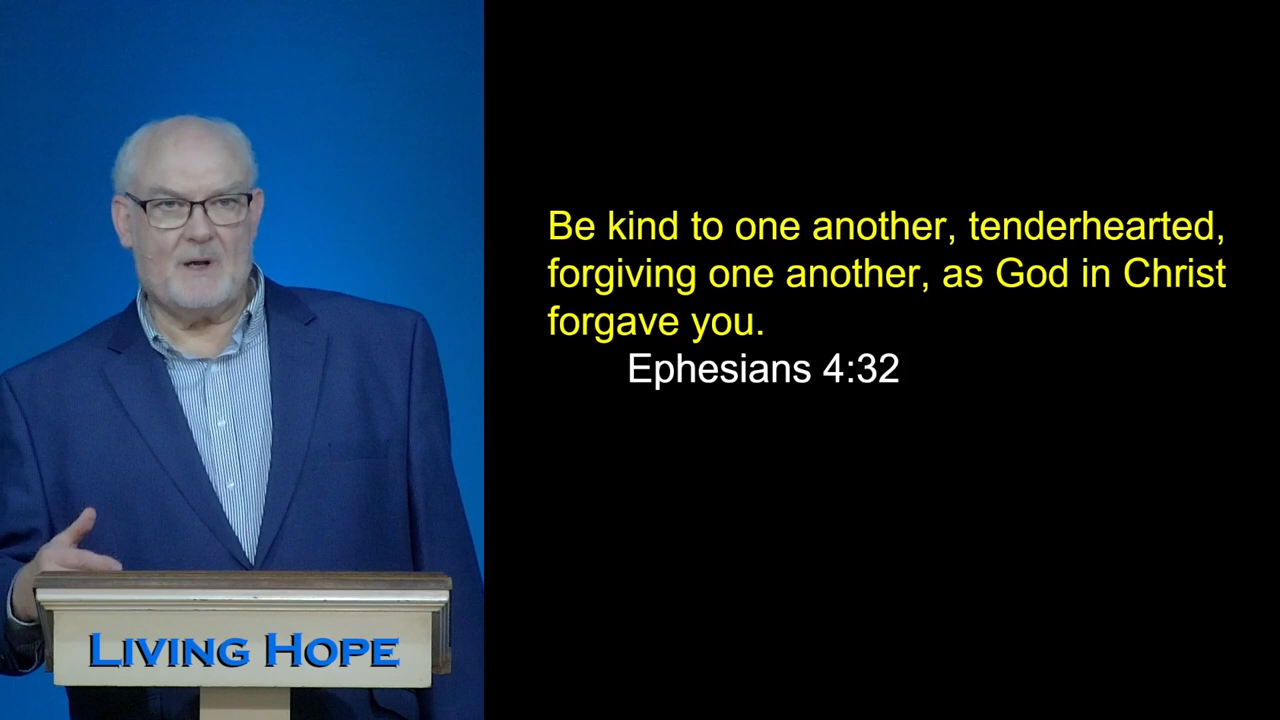 Be kind to one another, tenderhearted,
forgiving one another, as God in Christ
forgave you.
Ephesians 4:32
LIVING HOPE